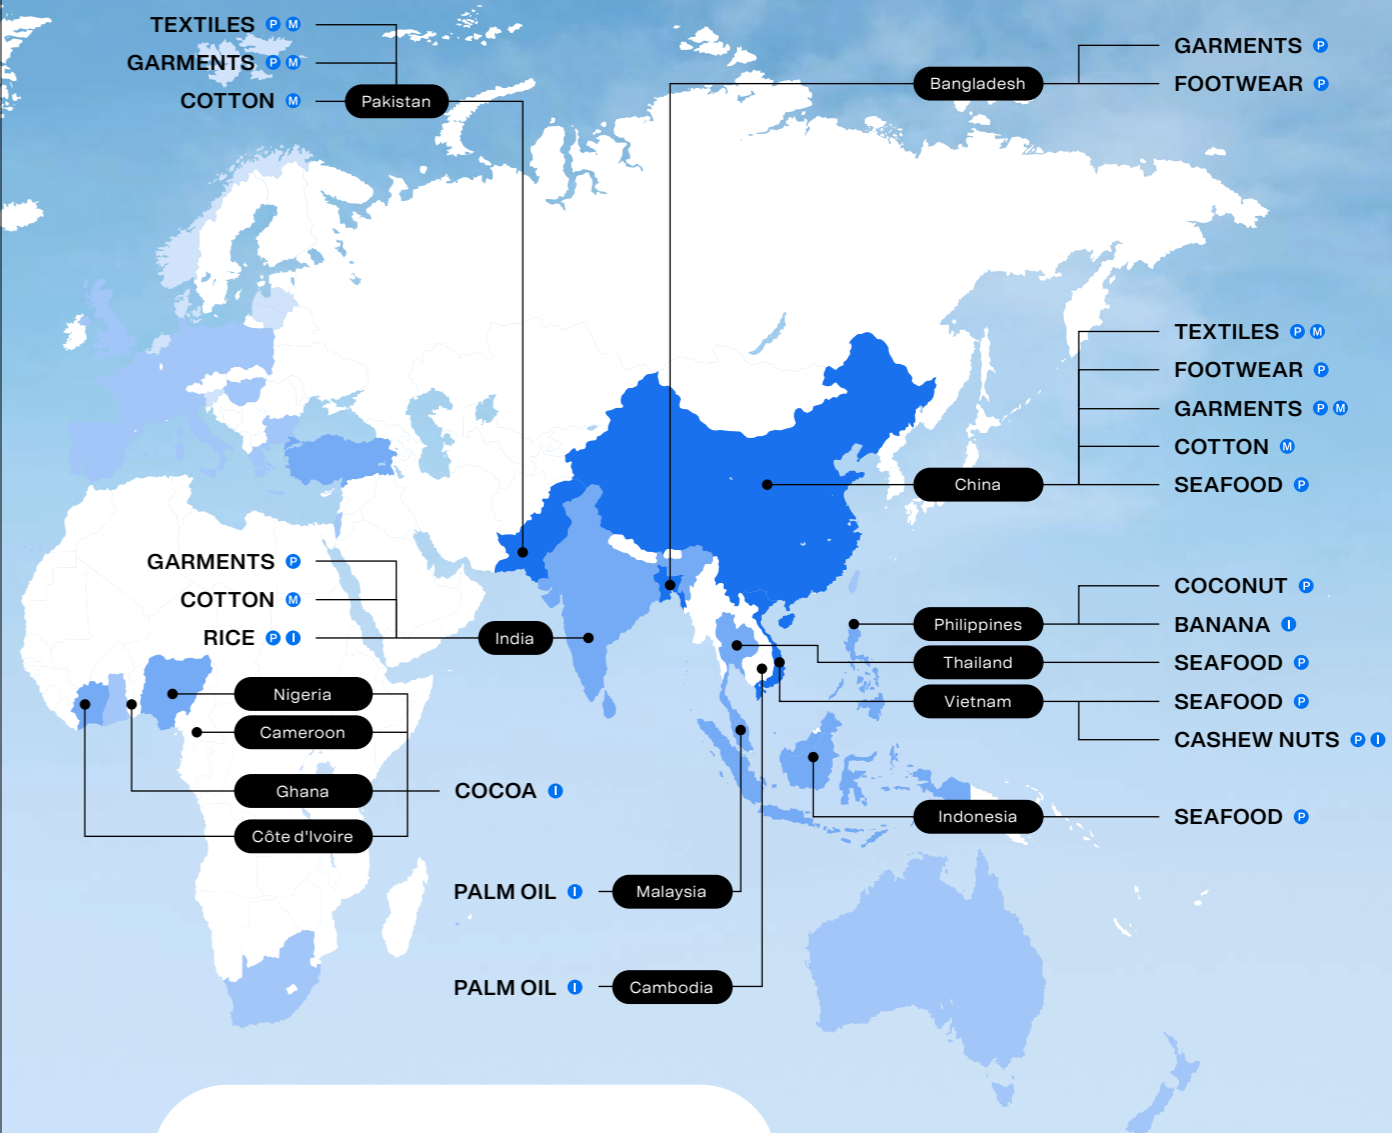 TEXTILES P M
GARMENTS P M
COTTON M
Pakistan
Bangladesh
GARMENTS P
FOOTWEAR P
TEXTILES P M
FOOTWEAR P
GARMENTS P M
COTTON M
SEAFOOD P
China
GARMENTS P
COTTON M
RICE P I
India
COCONUT P
BANANA I
Philippines
Thailand
SEAFOOD P
Vietnam
SEAFOOD P
CASHEW NUTS P I
Nigeria
Cameroon
Ghana
Côte d'Ivoire
COCOA I
Indonesia
SEAFOOD P
PALM OIL I
Malaysia
PALM OIL I
Cambodia